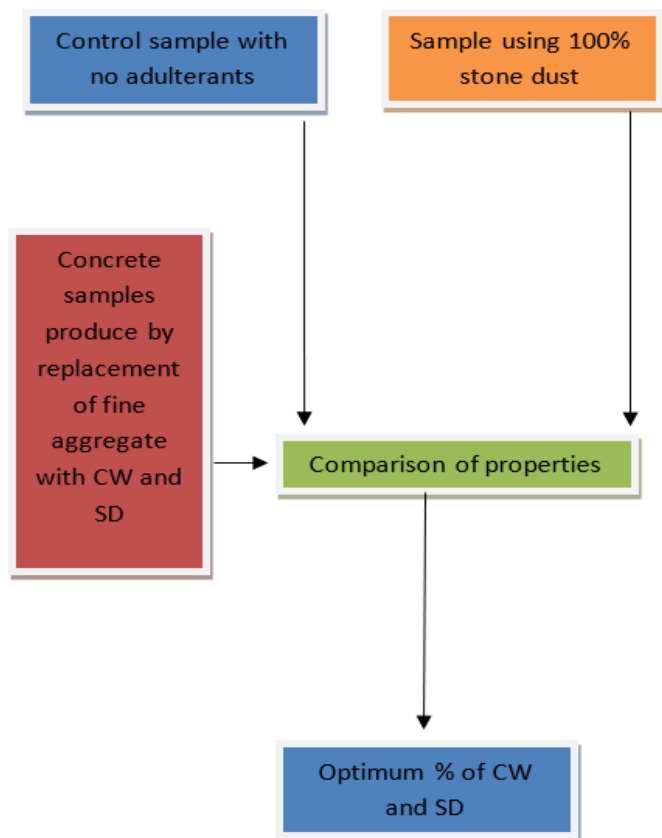 Control sample with
no adulterants
Sample using 100%
stone dust
Concrete
samples
produce by
replacement
of fine
aggregate
with CW and
SD
Comparison of properties
Optimum % of CW
and SD